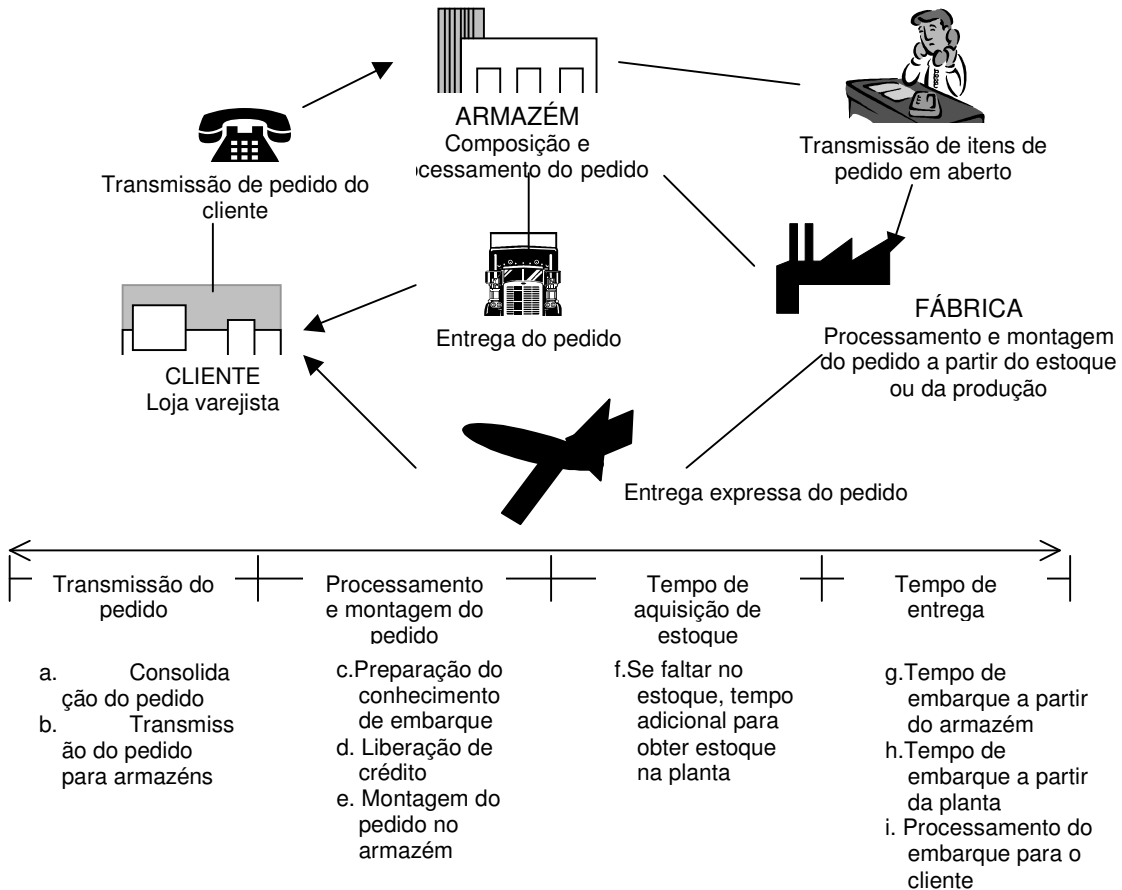 ARMAZÉM
Composição e
ocessamento do pedido
Transmissão de itens de
pedido em aberto
Transmissão de pedido do
cliente
Entrega do pedido
FÁBRICA
Processamento e montagem
do pedido a partir do estoque
ou da produção
CLIENTE
Loja varejista
Entrega expressa do pedido
Transmissão do
pedido
Processamento
e montagem do
pedido
Tempo de
aquisição de
estoque
Tempo de
entrega
a. Consolida
ção do pedido
b. Transmiss
ão do pedido
para armazéns
c.Preparação do
conhecimento
de embarque
d. Liberação de
crédito
e. Montagem do
pedido no
armazém
f.Se faltar no
estoque, tempo
adicional para
obter estoque
na planta
g.Tempo de
embarque a partir
do armazém
h.Tempo de
embarque a partir
da planta
i. Processamento do
embarque para o
cliente